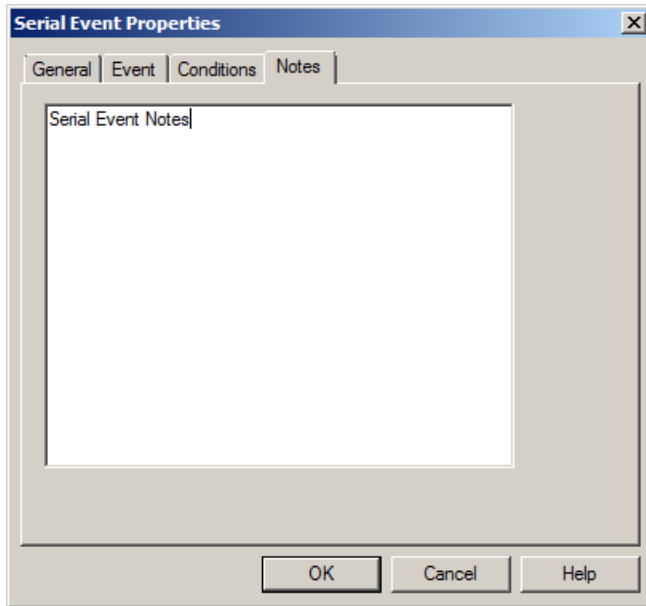 Serial Event Properties
General Event Conditions Notes
Serial Event Notes
OK Cancel Help